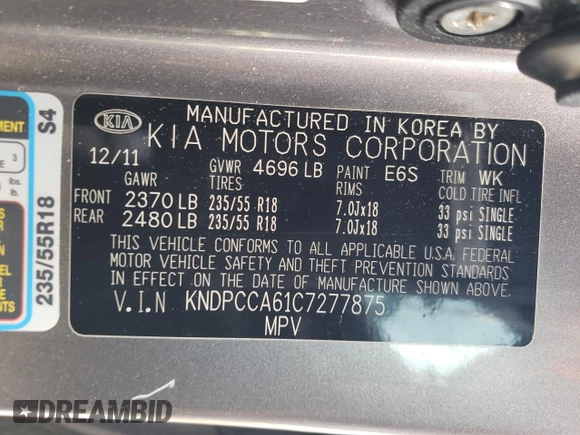 MANUFACTURED IN KOREA BY
KIA KIA MOTORS CORPORATION
12/11 GVWR 4696 LB PAINT E6S TRIM WK
GAWR TIRES RIMS COLD TIRE INFL
FRONT 2370 LB 235/55 R18 7.0Jx18 33 psi SINGLE
REAR 2480 LB 235/55 R18 7.0Jx18 33 psi SINGLE
THIS VEHICLE CONFORMS TO ALL APPLICABLE U.S.A. FEDERAL
MOTOR VEHICLE SAFETY AND THEFT PREVENTION STANDARDS
IN EFFECT ON THE DATE OF MANUFACTURE SHOWN ABOVE.
V.I.N KNDPCCA61C7277875
MPV
235/55R18 S4
3
lbs.
lb.
DREAMBID